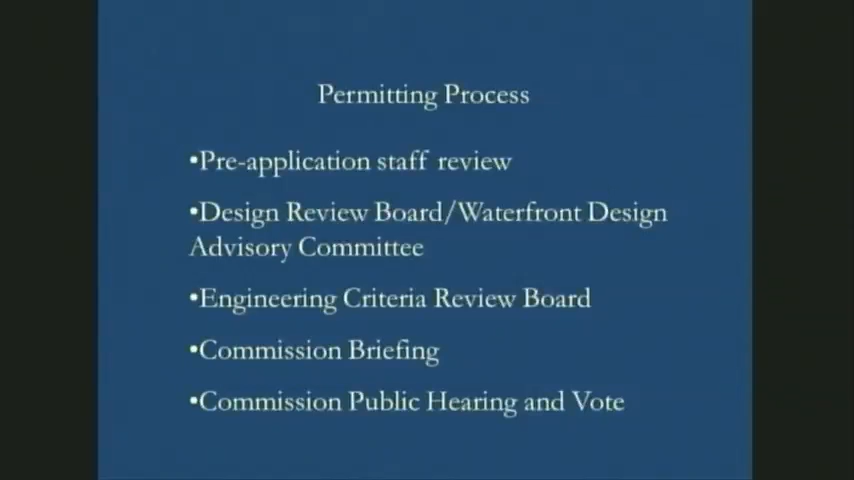 Permitting Process
•Pre-application staff review
•Design Review Board/Waterfront Design
Advisory Committee
•Engineering Criteria Review Board
•Commission Briefing
•Commission Public Hearing and Vote